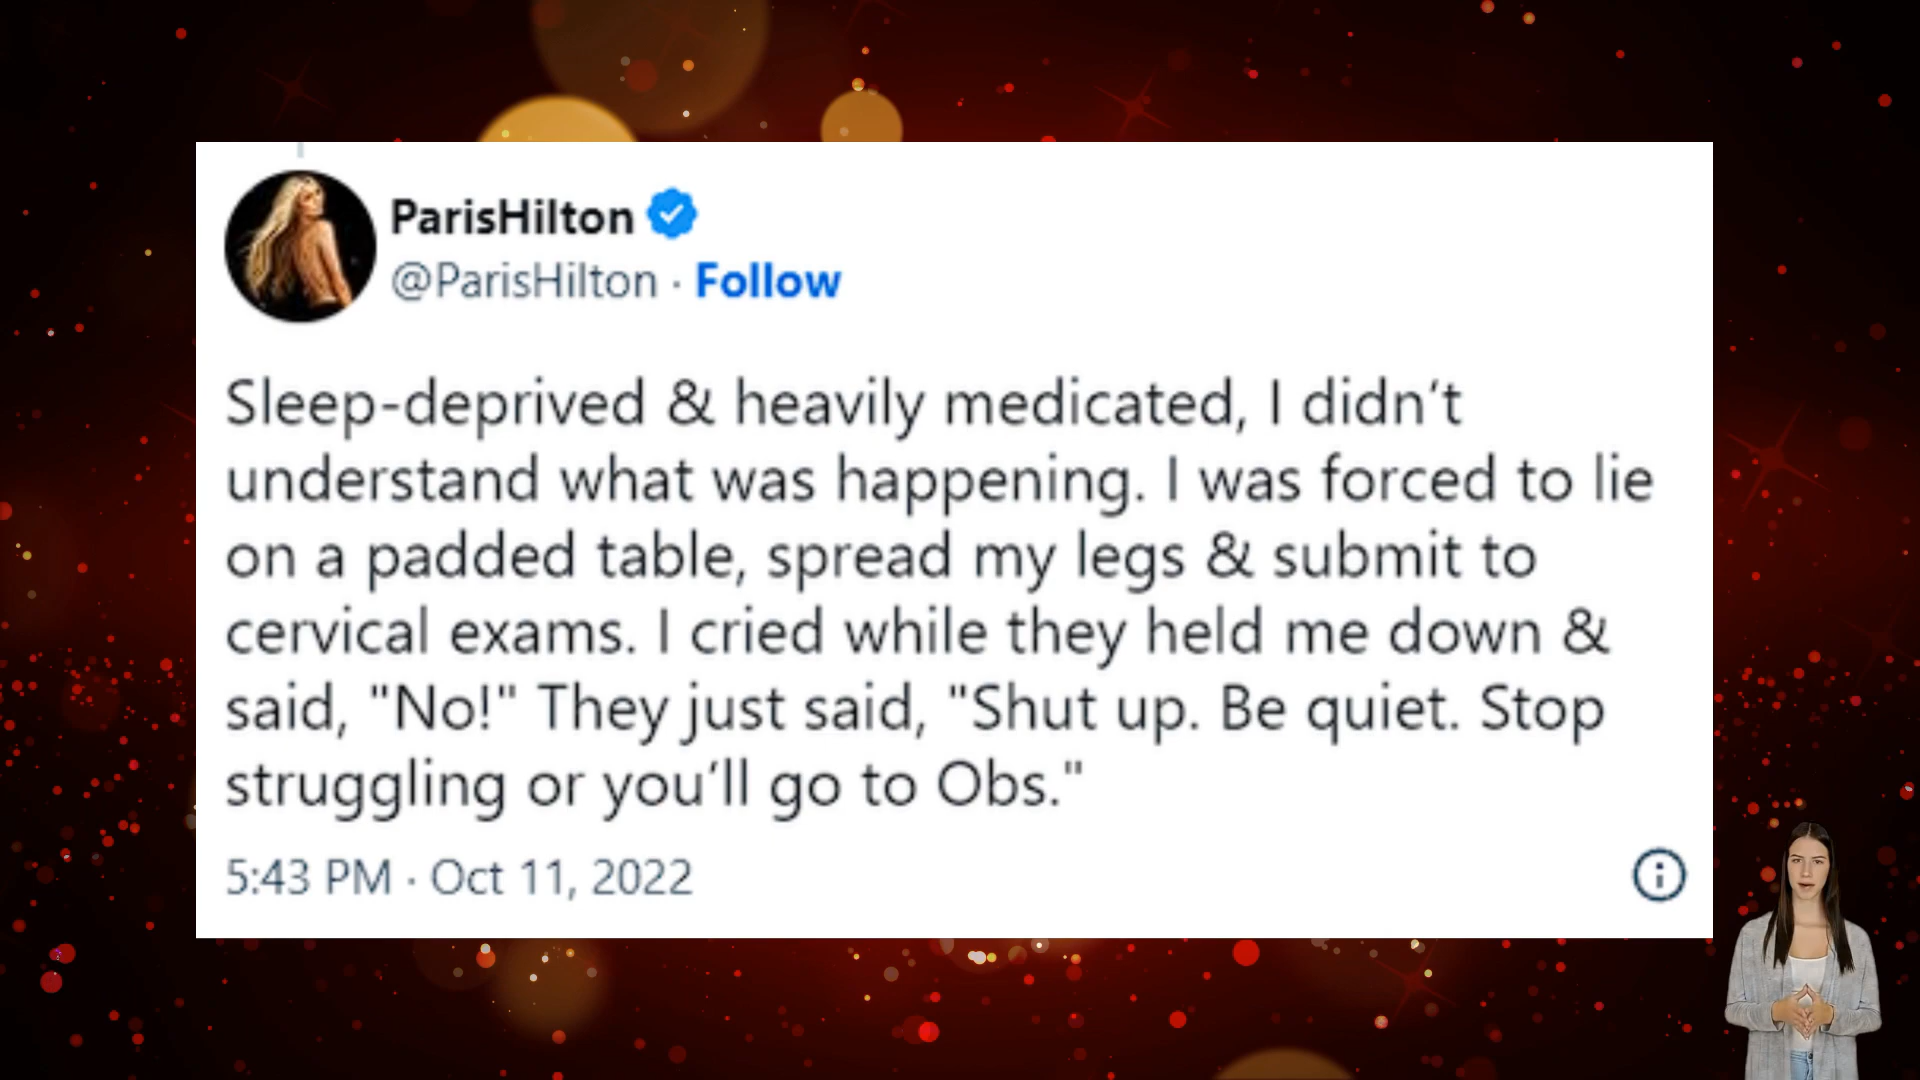 ParisHilton
@ParisHilton · Follow
Sleep-deprived & heavily medicated, I didn’t
understand what was happening. I was forced to lie
on a padded table, spread my legs & submit to
cervical exams. I cried while they held me down &
said, "No!" They just said, "Shut up. Be quiet. Stop
struggling or you’ll go to Obs."
5:43 PM · Oct 11, 2022